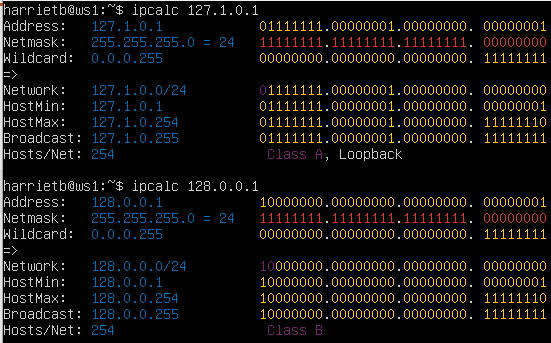 harrietb@ws1:~$ ipcalc 127.1.0.1
Address:   127.1.0.1            01111111.00000001.00000000. 00000001
Netmask:   255.255.255.0 = 24   11111111.11111111.11111111. 00000000
Wildcard:  0.0.0.255            00000000.00000000.00000000. 11111111
=>
Network:   127.1.0.0/24         01111111.00000001.00000000. 00000000
HostMin:   127.1.0.1            01111111.00000001.00000000. 00000001
HostMax:   127.1.0.254          01111111.00000001.00000000. 11111110
Broadcast: 127.1.0.255          01111111.00000001.00000000. 11111111
Hosts/Net: 254                   Class A, Loopback
harrietb@ws1:~$ ipcalc 128.0.0.1
Address:   128.0.0.1            10000000.00000000.00000000. 00000001
Netmask:   255.255.255.0 = 24   11111111.11111111.11111111. 00000000
Wildcard:  0.0.0.255            00000000.00000000.00000000. 11111111
=>
Network:   128.0.0.0/24         10000000.00000000.00000000. 00000000
HostMin:   128.0.0.1            10000000.00000000.00000000. 00000001
HostMax:   128.0.0.254          10000000.00000000.00000000. 11111110
Broadcast: 128.0.0.255          10000000.00000000.00000000. 11111111
Hosts/Net: 254                   Class B